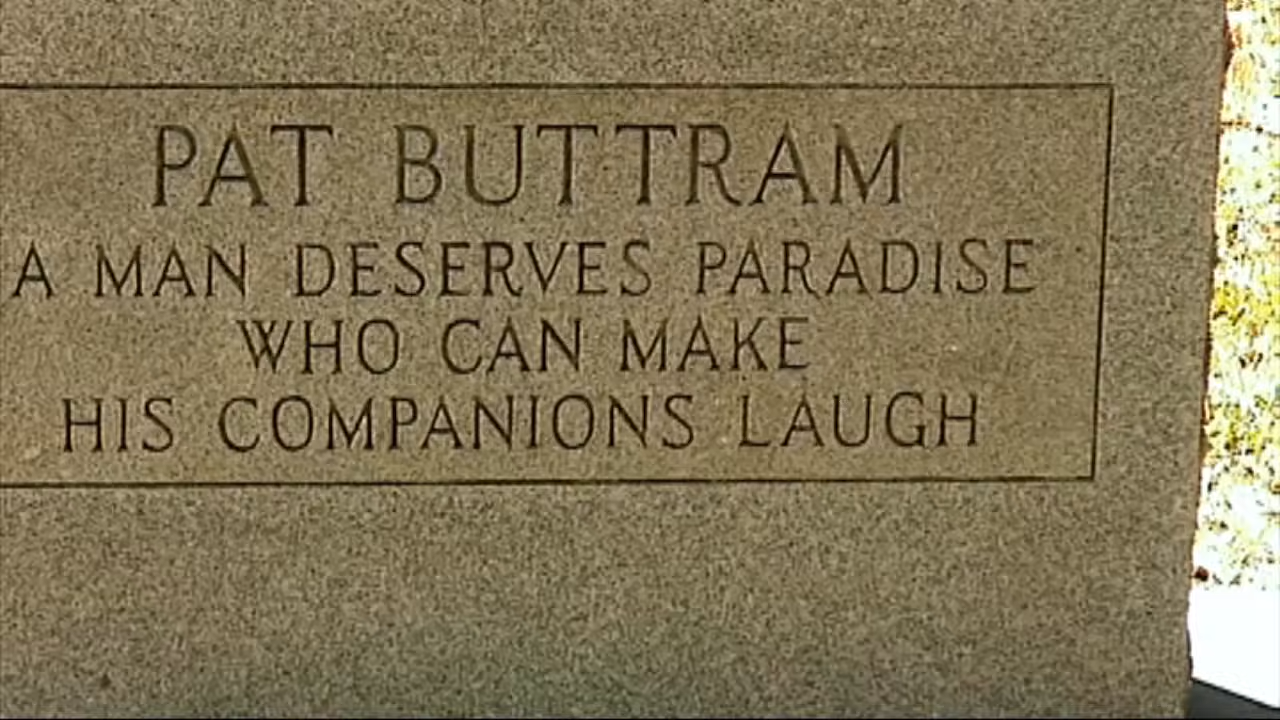 PAT BUTTRAM
A MAN DESERVES PARADISE
WHO CAN MAKE
HIS COMPANIONS LAUGH